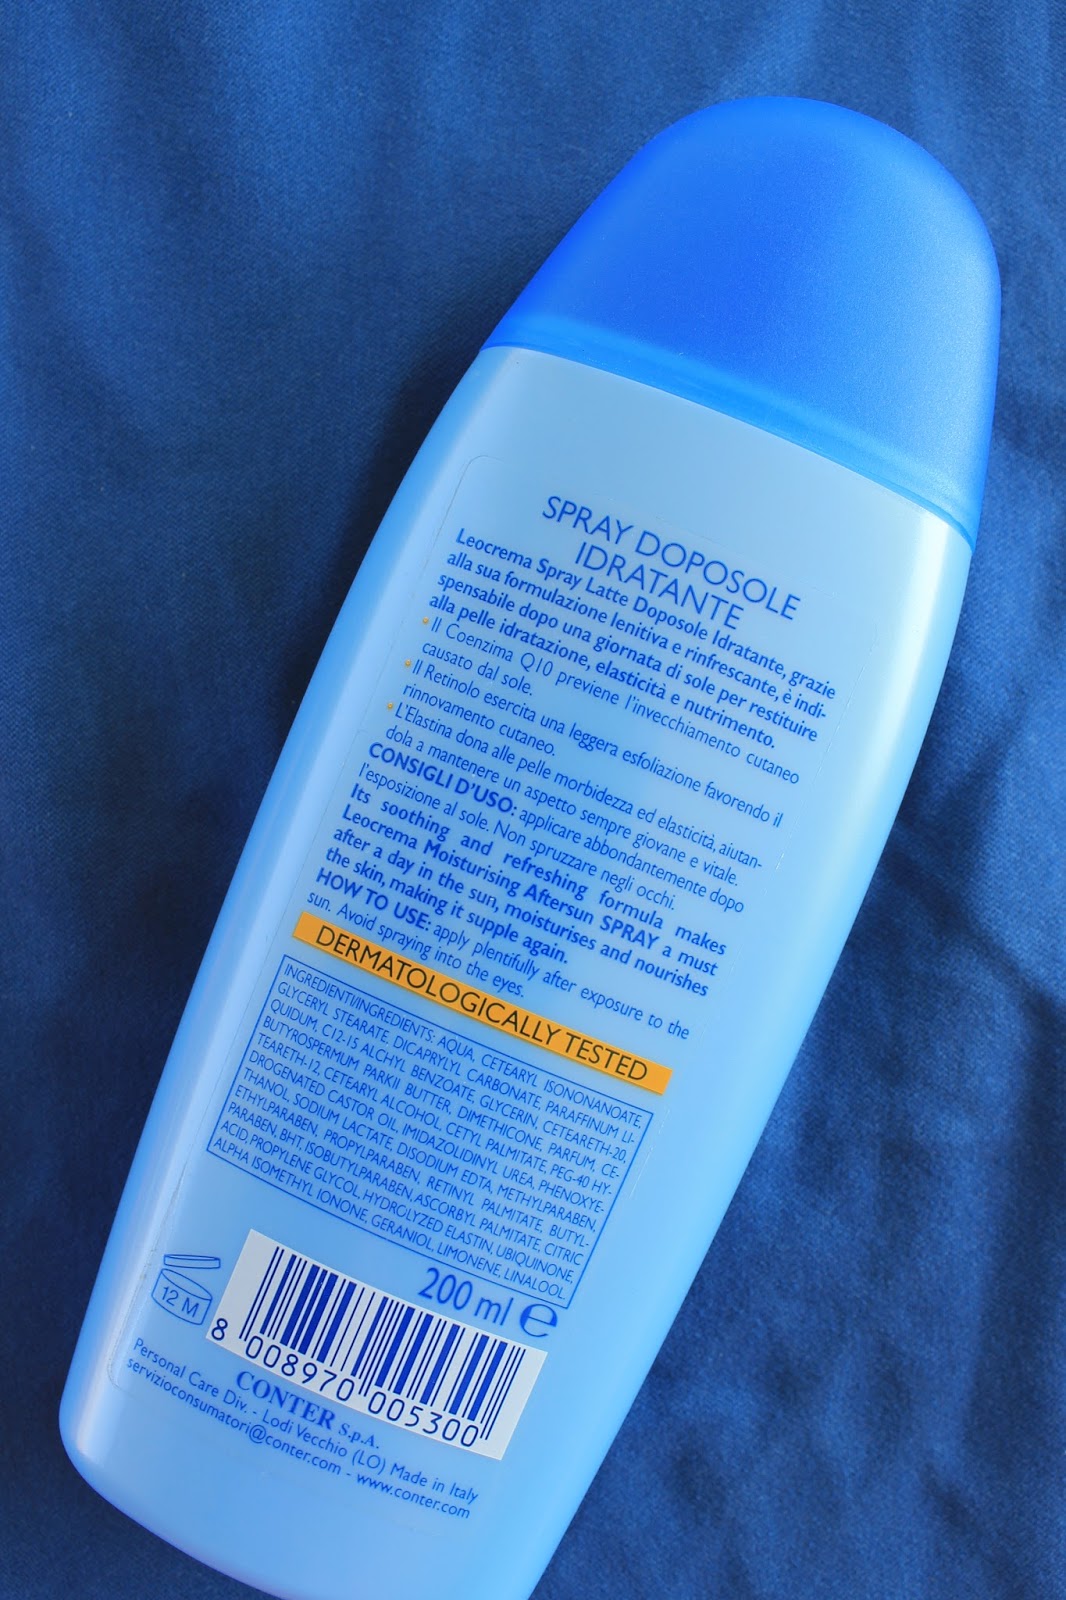 SPRAY DOPOSOLE
IDRATANTE
Leocrema Spray Latte Doposole Idratante, grazie
alla sua formulazione lenitiva e rinfrescante, è indi-
spensabile dopo una giornata di sole per restituire
alla pelle idratazione, elasticità e nutrimento.
• Il Coenzima Q10 previene l'invecchiamento cutaneo
causato dal sole.
• Il Retinolo esercita una leggera esfoliazione favorendo il
rinnovamento cutaneo.
• L'Elastina dona alle pelle morbidezza ed elasticità, aiutan-
dola a mantenere un aspetto sempre giovane e vitale.
CONSIGLI D'USO: applicare abbondantemente dopo
l'esposizione al sole. Non spruzzare negli occhi.
Its soothing and refreshing formula makes
Leocrema Moisturising Aftersun SPRAY a must
after a day in the sun, moisturises and nourishes
the skin, making it supple again.
HOW TO USE: apply plentifully after exposure to the
sun. Avoid spraying into the eyes.
DERMATOLOGICALLY TESTED
INGREDIENTI/INGREDIENTS: AQUA, CETEARYL ISONONANOATE,
GLYCERYL STEARATE, DICAPRYLYL CARBONATE, PARAFFINUM LI-
QUIDUM, C12-15 ALCHYL BENZOATE, GLYCERIN, CETEARETH-20,
BUTYROSPERMUM PARKII BUTTER, DIMETHICONE, PARFUM, CE-
TEARETH-12, CETEARYL ALCOHOL, CETYL PALMITATE, PEG-40 HY-
DROGENATED CASTOR OIL, IMIDAZOLIDINYL UREA, PHENOXYE-
THANOL, SODIUM LACTATE, DISODIUM EDTA, METHYLPARABEN,
ETHYLPARABEN, PROPYLPARABEN, RETINYL PALMITATE, BUTYL-
PARABEN, BHT, ISOBUTYLPARABEN, ASCORBYL PALMITATE, CITRIC
ACID, PROPYLENE GLYCOL, HYDROLYZED ELASTIN, UBIQUINONE,
ALPHA ISOMETHYL IONONE, GERANIOL, LIMONENE, LINALOOL.
200 ml e
12 M
8 008970 005300
CONTER S.p.A.
Personal Care Div. - Lodi Vecchio (LO) Made in Italy
servizioconsumatori@conter.com - www.conter.com